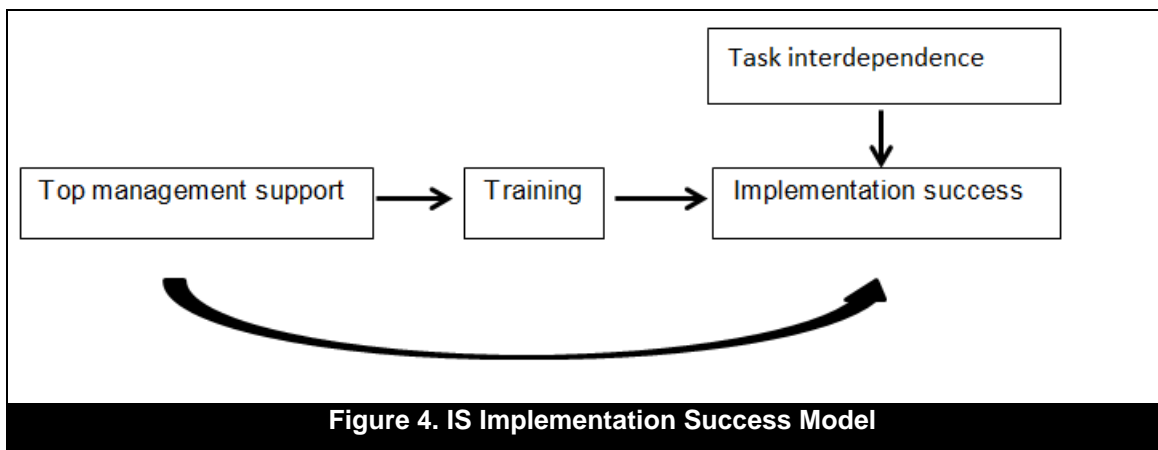 Task interdependence
Top management support
Training
Implementation success
Figure 4. IS Implementation Success Model